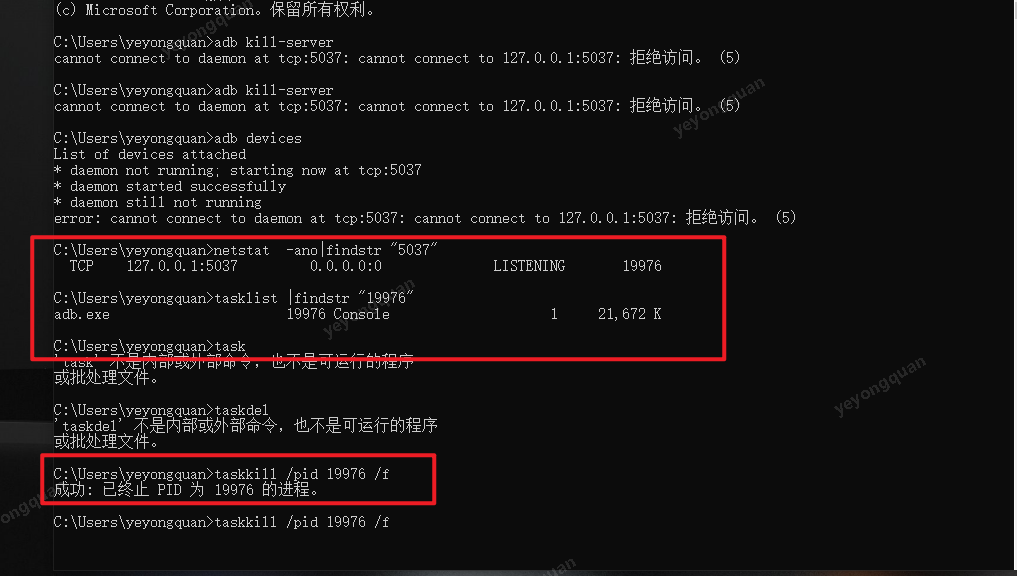 (c) Microsoft Corporation。保留所有权利。
C:\Users\yeyongquan>adb kill-server
cannot connect to daemon at tcp:5037: cannot connect to 127.0.0.1:5037: 拒绝访问。 (5)
C:\Users\yeyongquan>adb kill-server
cannot connect to daemon at tcp:5037: cannot connect to 127.0.0.1:5037: 拒绝访问。 (5)
C:\Users\yeyongquan>adb devices
List of devices attached
* daemon not running; starting now at tcp:5037
* daemon started successfully
* daemon still not running
error: cannot connect to daemon at tcp:5037: cannot connect to 127.0.0.1:5037: 拒绝访问。 (5)
C:\Users\yeyongquan>netstat  -ano|findstr "5037"
TCP    127.0.0.1:5037         0.0.0.0:0              LISTENING       19976
C:\Users\yeyongquan>tasklist |findstr "19976"
adb.exe                      19976 Console                    1     21,672 K
C:\Users\yeyongquan>task
'task' 不是内部或外部命令，也不是可运行的程序
或批处理文件。
C:\Users\yeyongquan>taskdel
'taskdel' 不是内部或外部命令，也不是可运行的程序
或批处理文件。
C:\Users\yeyongquan>taskkill /pid 19976 /f
成功: 已终止 PID 为 19976 的进程。
C:\Users\yeyongquan>taskkill /pid 19976 /f
yeyongquan
yeyongquan
yeyongquan
yeyongquan